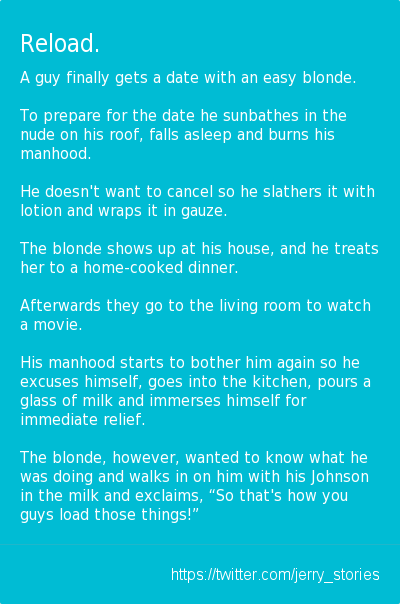 Reload.
A guy finally gets a date with an easy blonde.
To prepare for the date he sunbathes in the
nude on his roof, falls asleep and burns his
manhood.
He doesn't want to cancel so he slathers it with
lotion and wraps it in gauze.
The blonde shows up at his house, and he treats
her to a home-cooked dinner.
Afterwards they go to the living room to watch
a movie.
His manhood starts to bother him again so he
excuses himself, goes into the kitchen, pours a
glass of milk and immerses himself for
immediate relief.
The blonde, however, wanted to know what he
was doing and walks in on him with his Johnson
in the milk and exclaims, “So that's how you
guys load those things!”
https://twitter.com/jerry_stories